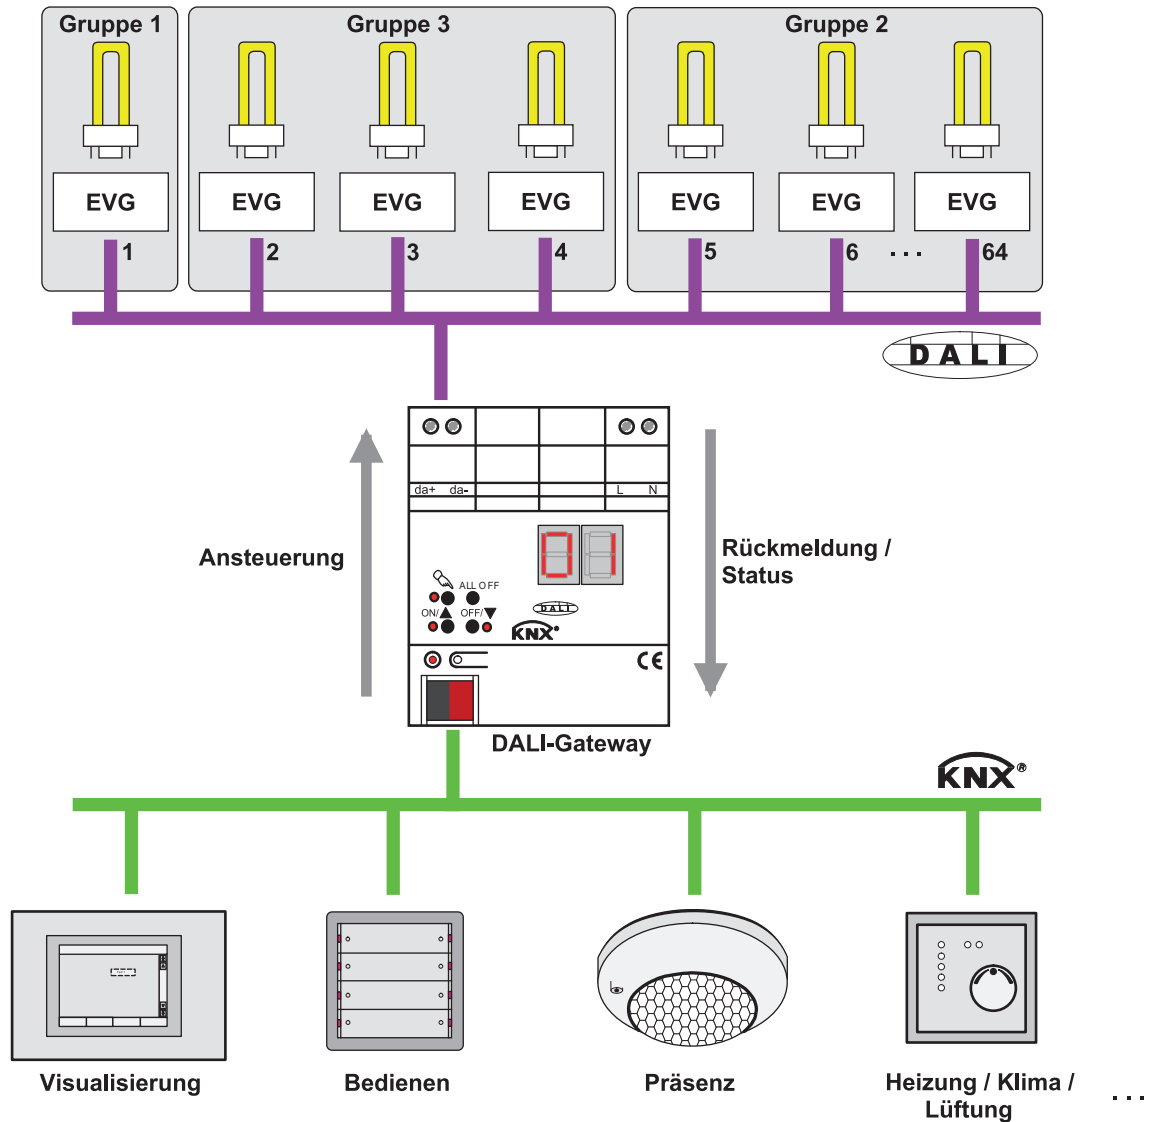 Gruppe 1
Gruppe 3
Gruppe 2
EVG
EVG
EVG
EVG
EVG
EVG
EVG
1
2
3
4
5
6
...
64
DALI
da+
da-
L
N
Ansteuerung
Rückmeldung /
Status
01
ALL OFF
ON/
OFF/
DALI
KNX®
CE
DALI-Gateway
KNX®
Visualisierung
Bedienen
Präsenz
Heizung / Klima /
Lüftung
...